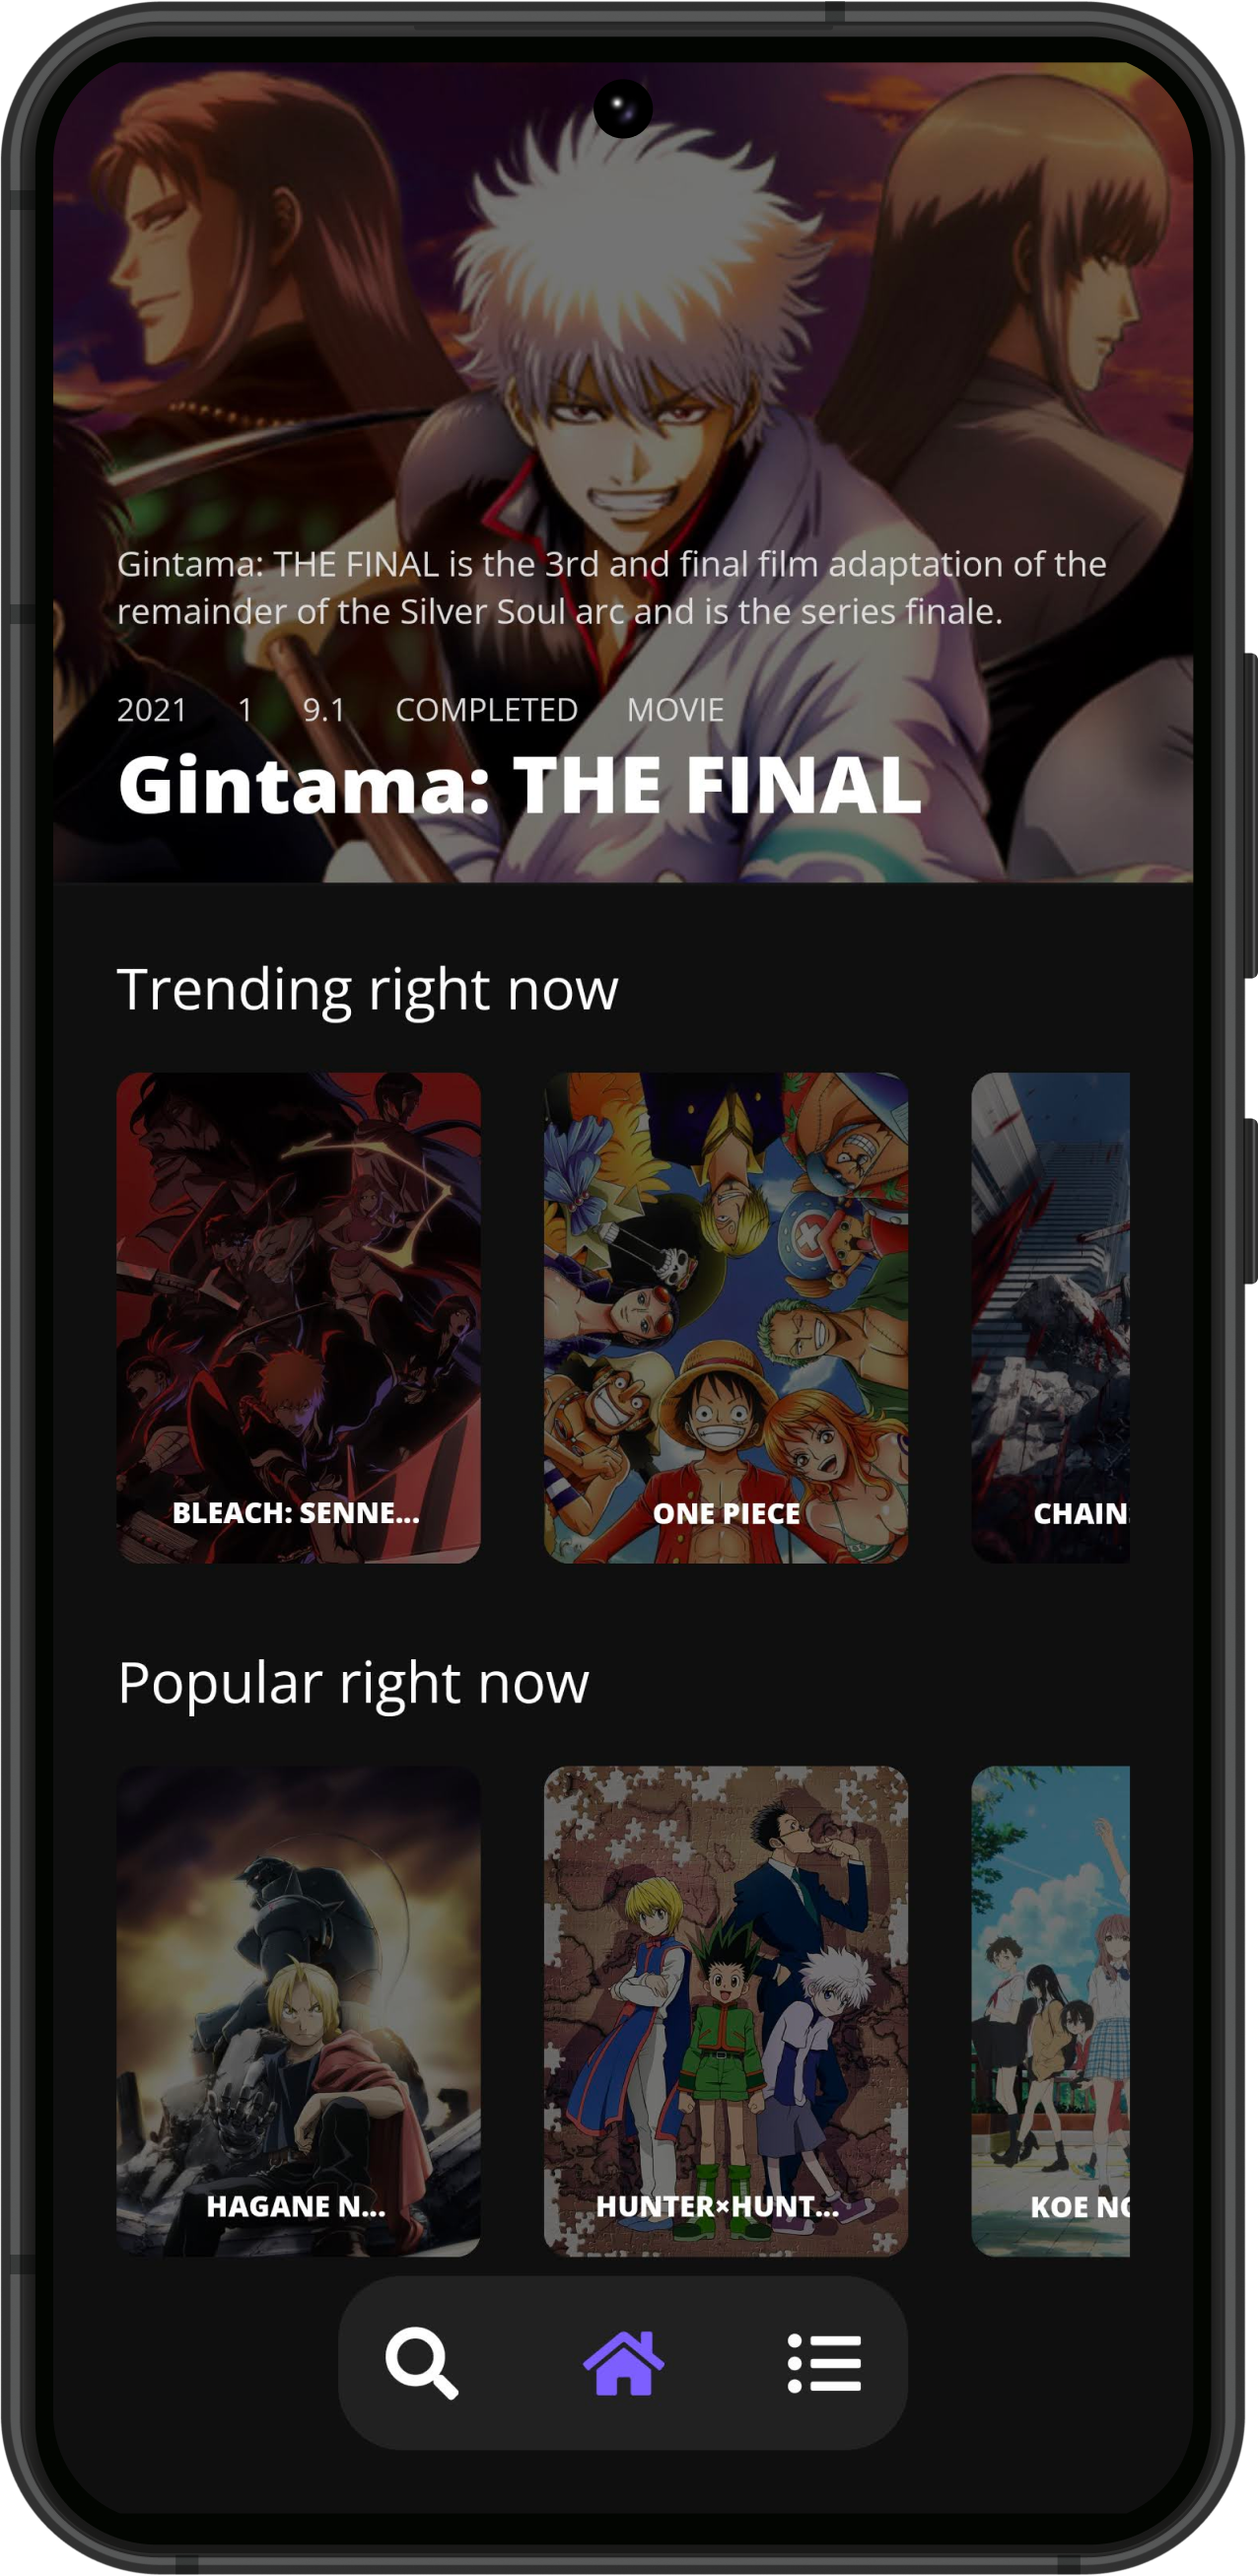 Gintama: THE FINAL is the 3rd and final film adaptation of the
remainder of the Silver Soul arc and is the series finale.
2021 1 9.1 COMPLETED MOVIE
Gintama: THE FINAL
Trending right now
BLEACH: SENNE...
ONE PIECE
CHAIN
Popular right now
HAGANE N...
HUNTER×HUNT...
KOE NO